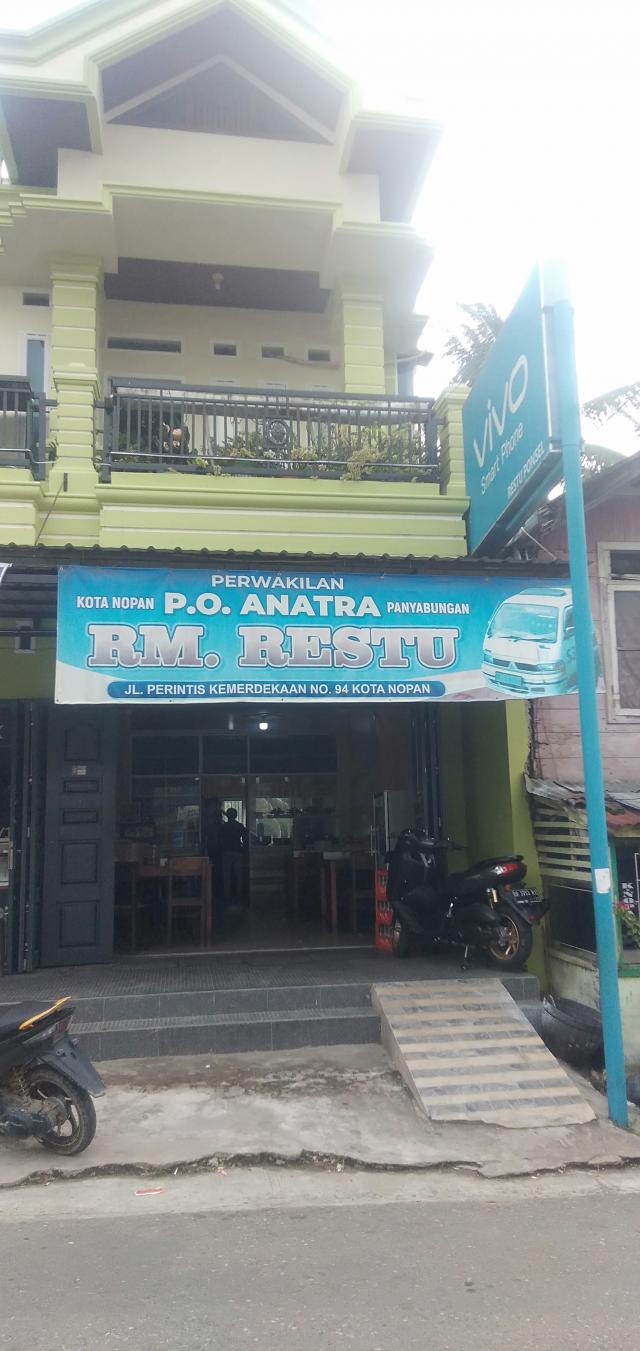 vivo
Smart Phone
RESTU PONSEL
PERWAKILAN
KOTA NOPAN P.O. ANATRA PANYABUNGAN
RM. RESTU
JL. PERINTIS KEMERDEKAAN NO. 94 KOTA NOPAN